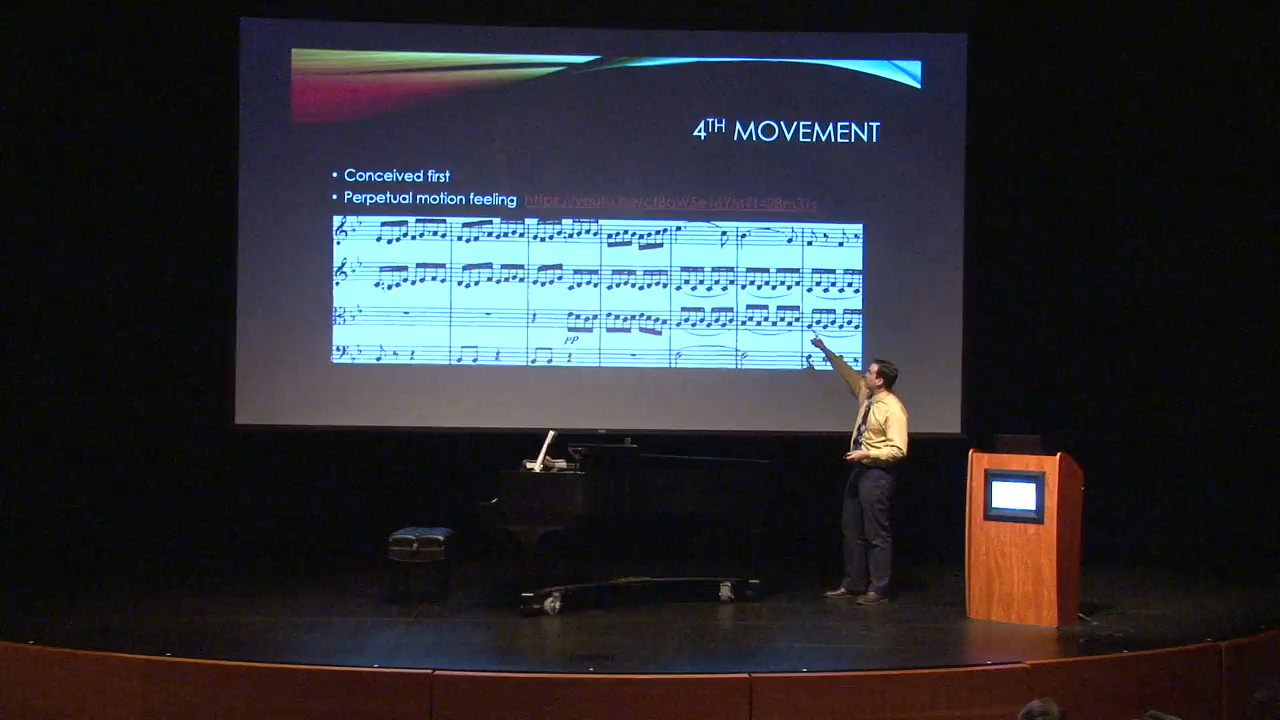 4TH MOVEMENT
• Conceived first
• Perpetual motion feeling
pp